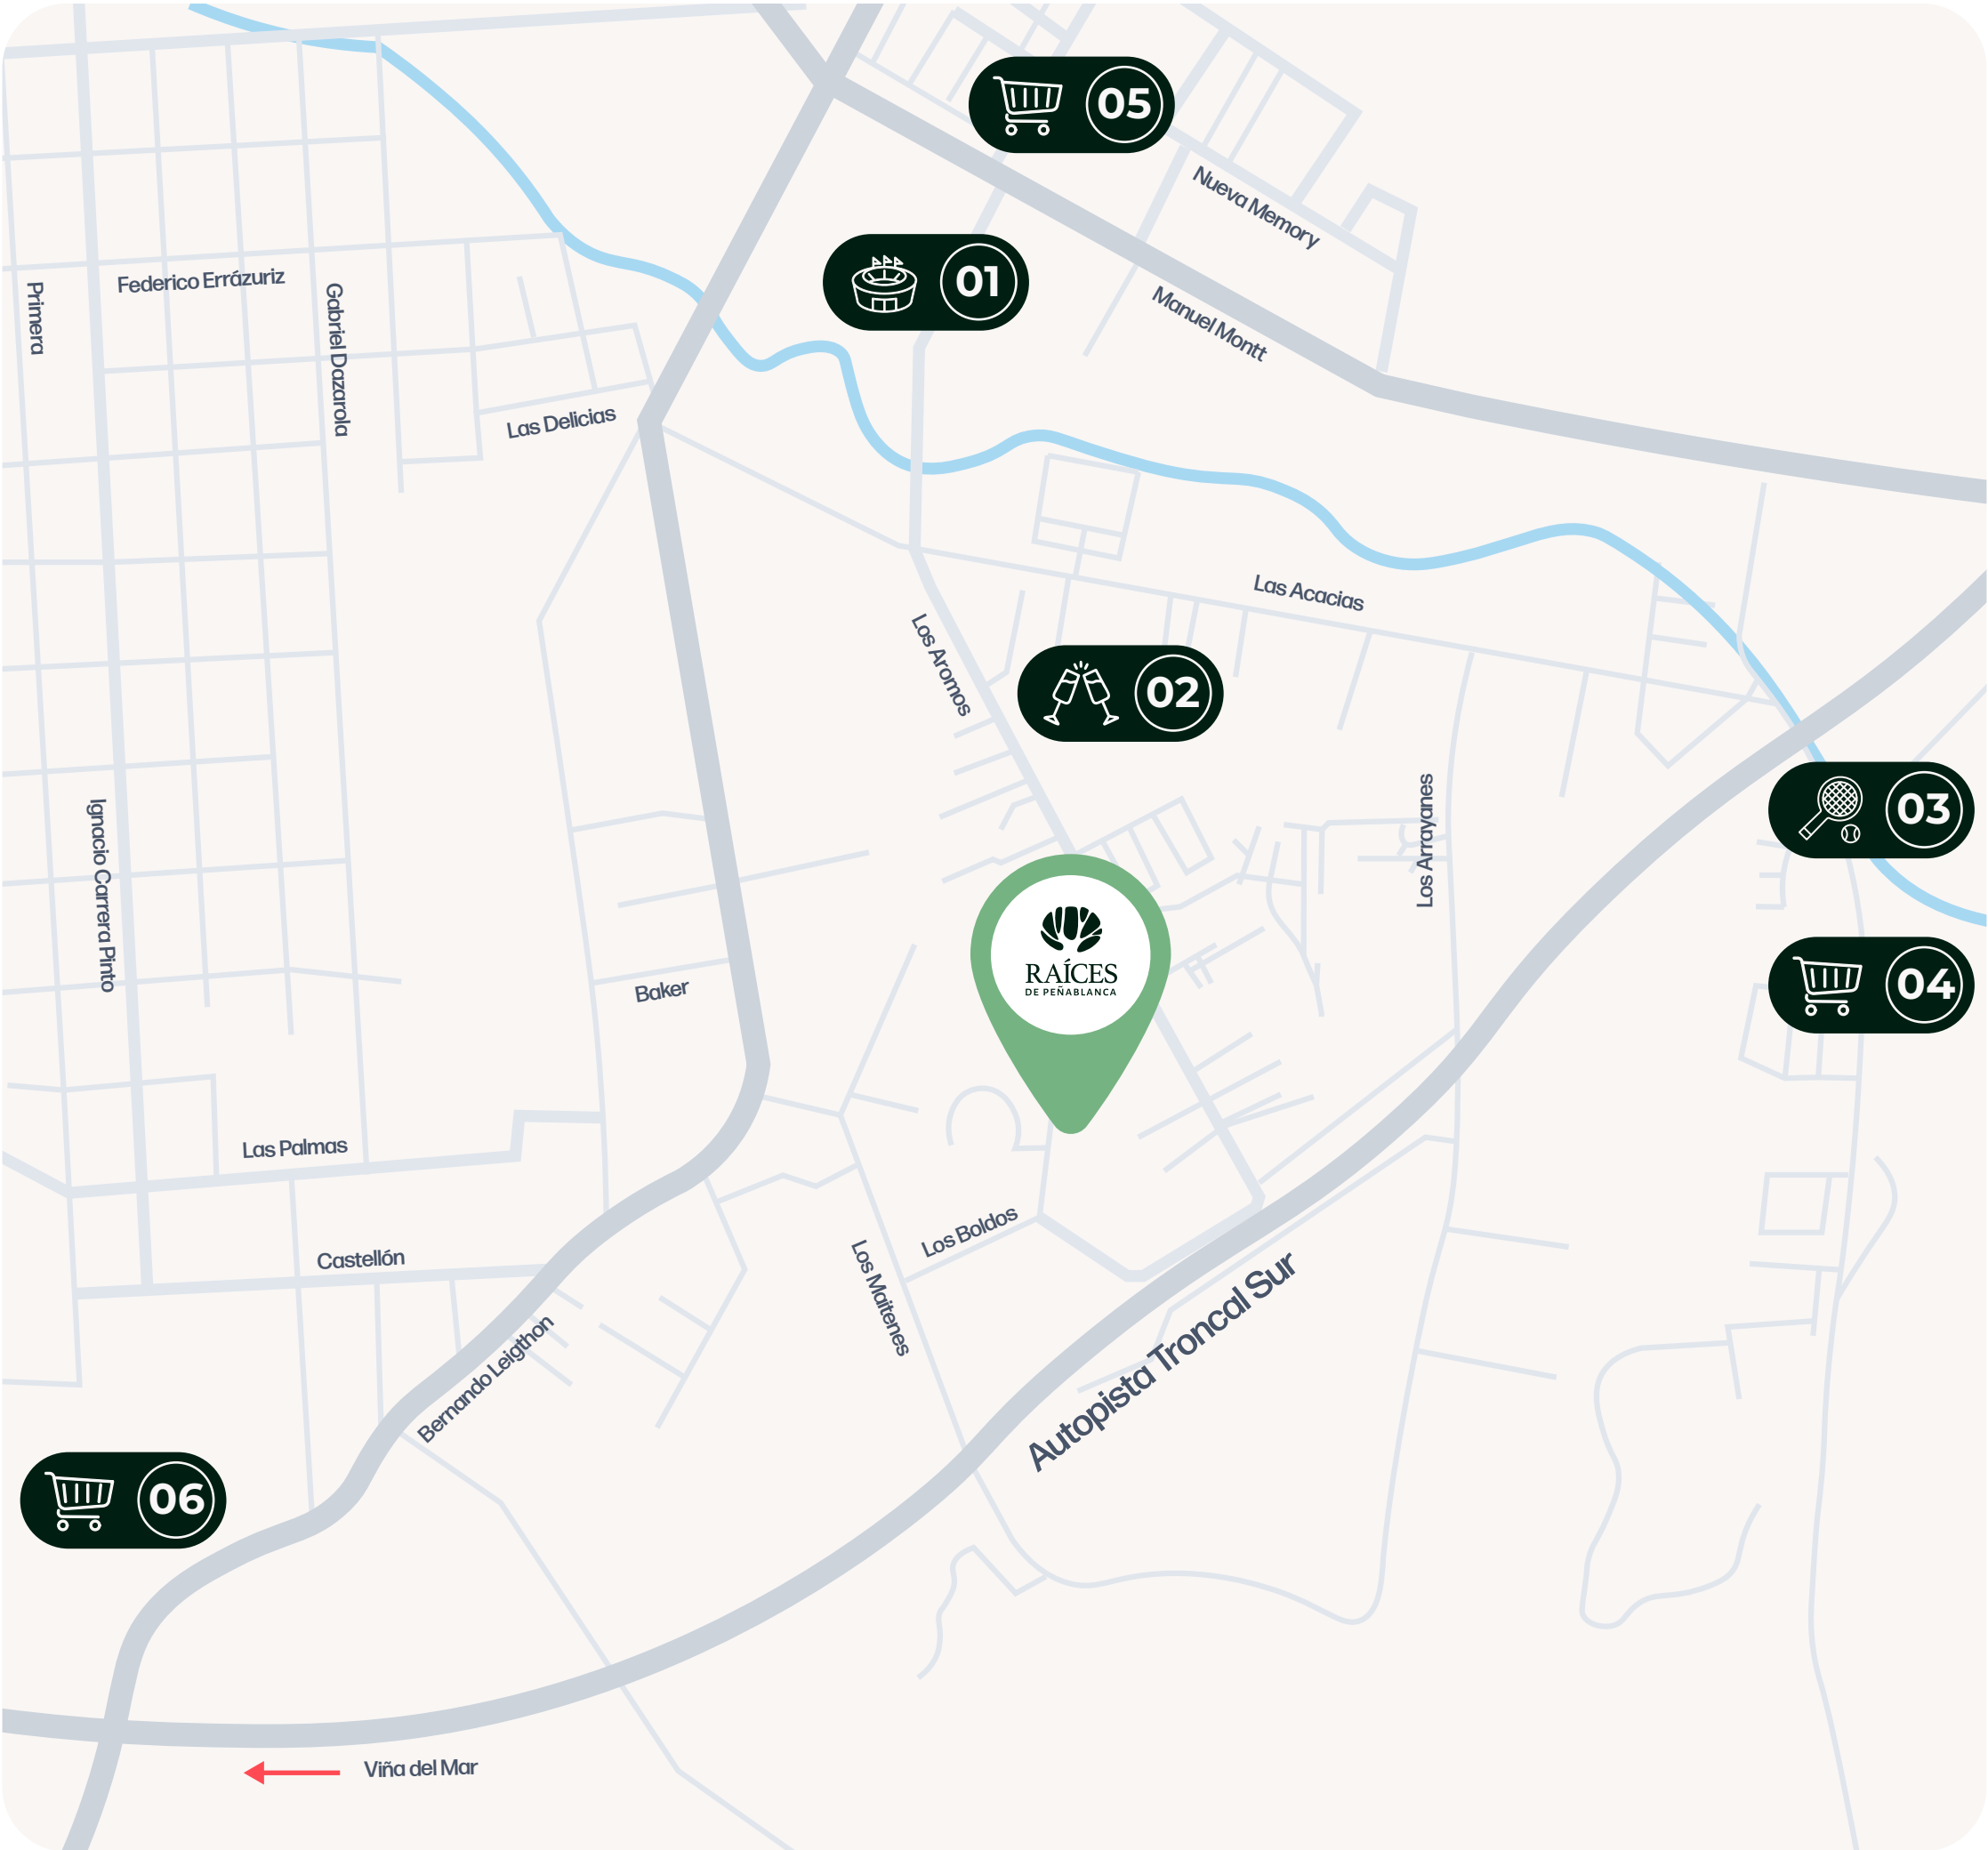 05
Nueva Memory
01
Manuel Montt
Federico Errázuriz
Primera
Gabriel Dazarola
Las Delicias
Las Acacias
Los Aromos
02
03
Los Arrayanes
Ignacio Carrera Pinto
RAÍCES
DE PEÑABLANCA
04
Baker
Las Palmas
Los Boldos
Castellón
Los Maitenes
Autopista Troncal Sur
Bernando Leigthon
06
Viña del Mar